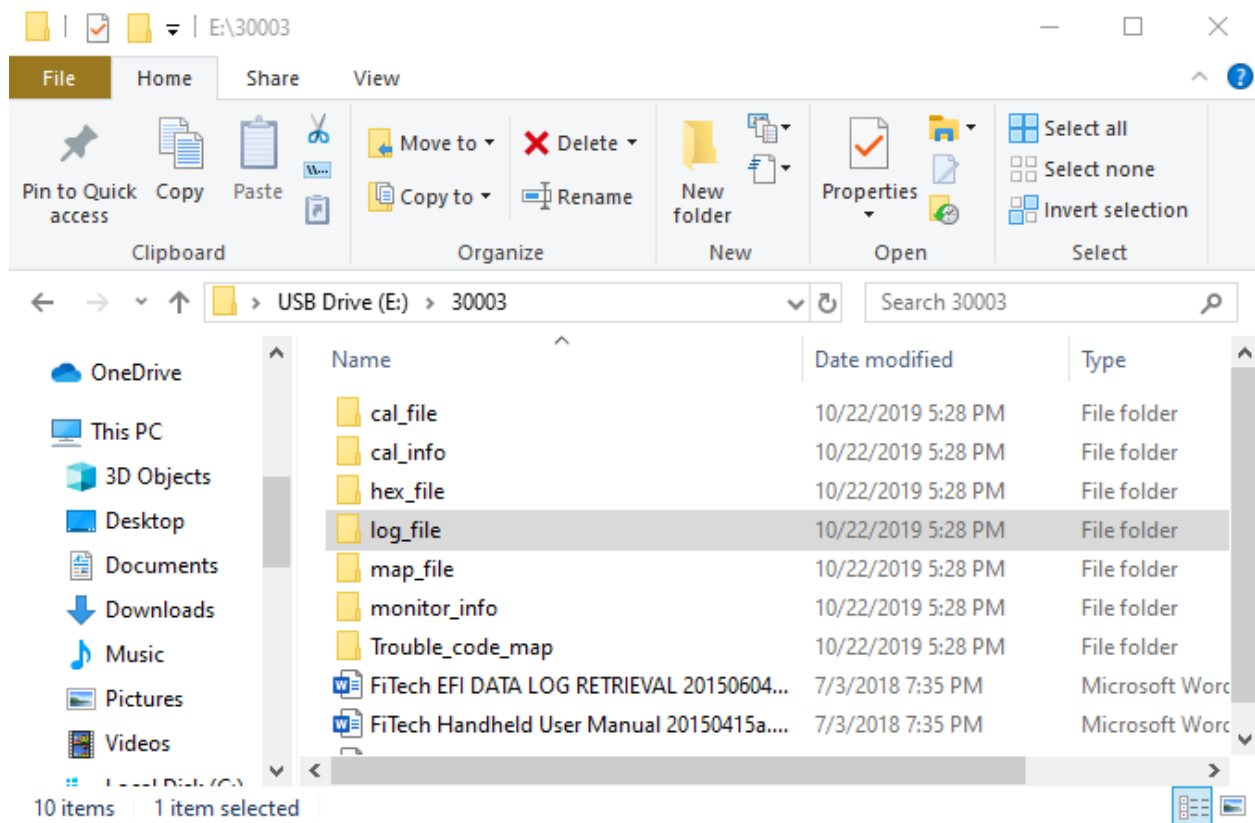 E:\30003
File Home Share View
Pin to Quick access
Copy
Paste
Move to
Copy to
Delete
Rename
New folder
Properties
Select all
Select none
Invert selection
Clipboard Organize New Open Select
USB Drive (E:) > 30003
Search 30003
OneDrive
This PC
3D Objects
Desktop
Documents
Downloads
Music
Pictures
Videos
Name Date modified Type
cal_file 10/22/2019 5:28 PM File folder
cal_info 10/22/2019 5:28 PM File folder
hex_file 10/22/2019 5:28 PM File folder
log_file 10/22/2019 5:28 PM File folder
map_file 10/22/2019 5:28 PM File folder
monitor_info 10/22/2019 5:28 PM File folder
Trouble_code_map 10/22/2019 5:28 PM File folder
FiTech EFI DATA LOG RETRIEVAL 20150604... 7/3/2018 7:35 PM Microsoft Word
FiTech Handheld User Manual 20150415a.... 7/3/2018 7:35 PM Microsoft Word
10 items 1 item selected